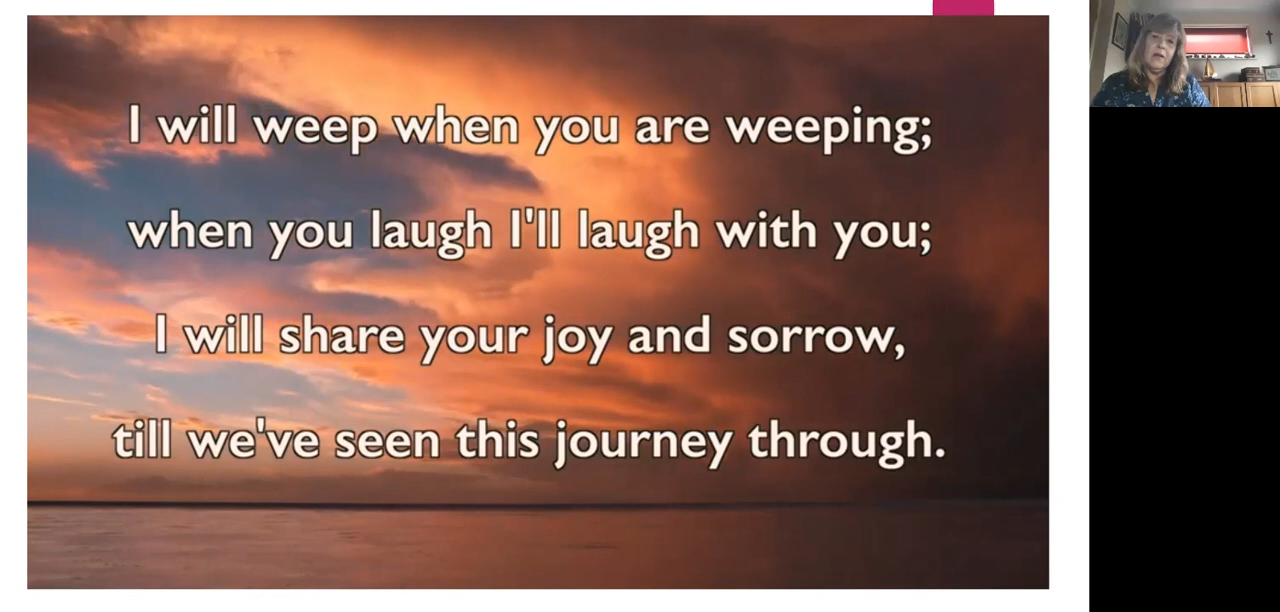 I will weep when you are weeping;
when you laugh I'll laugh with you;
I will share your joy and sorrow,
till we've seen this journey through.